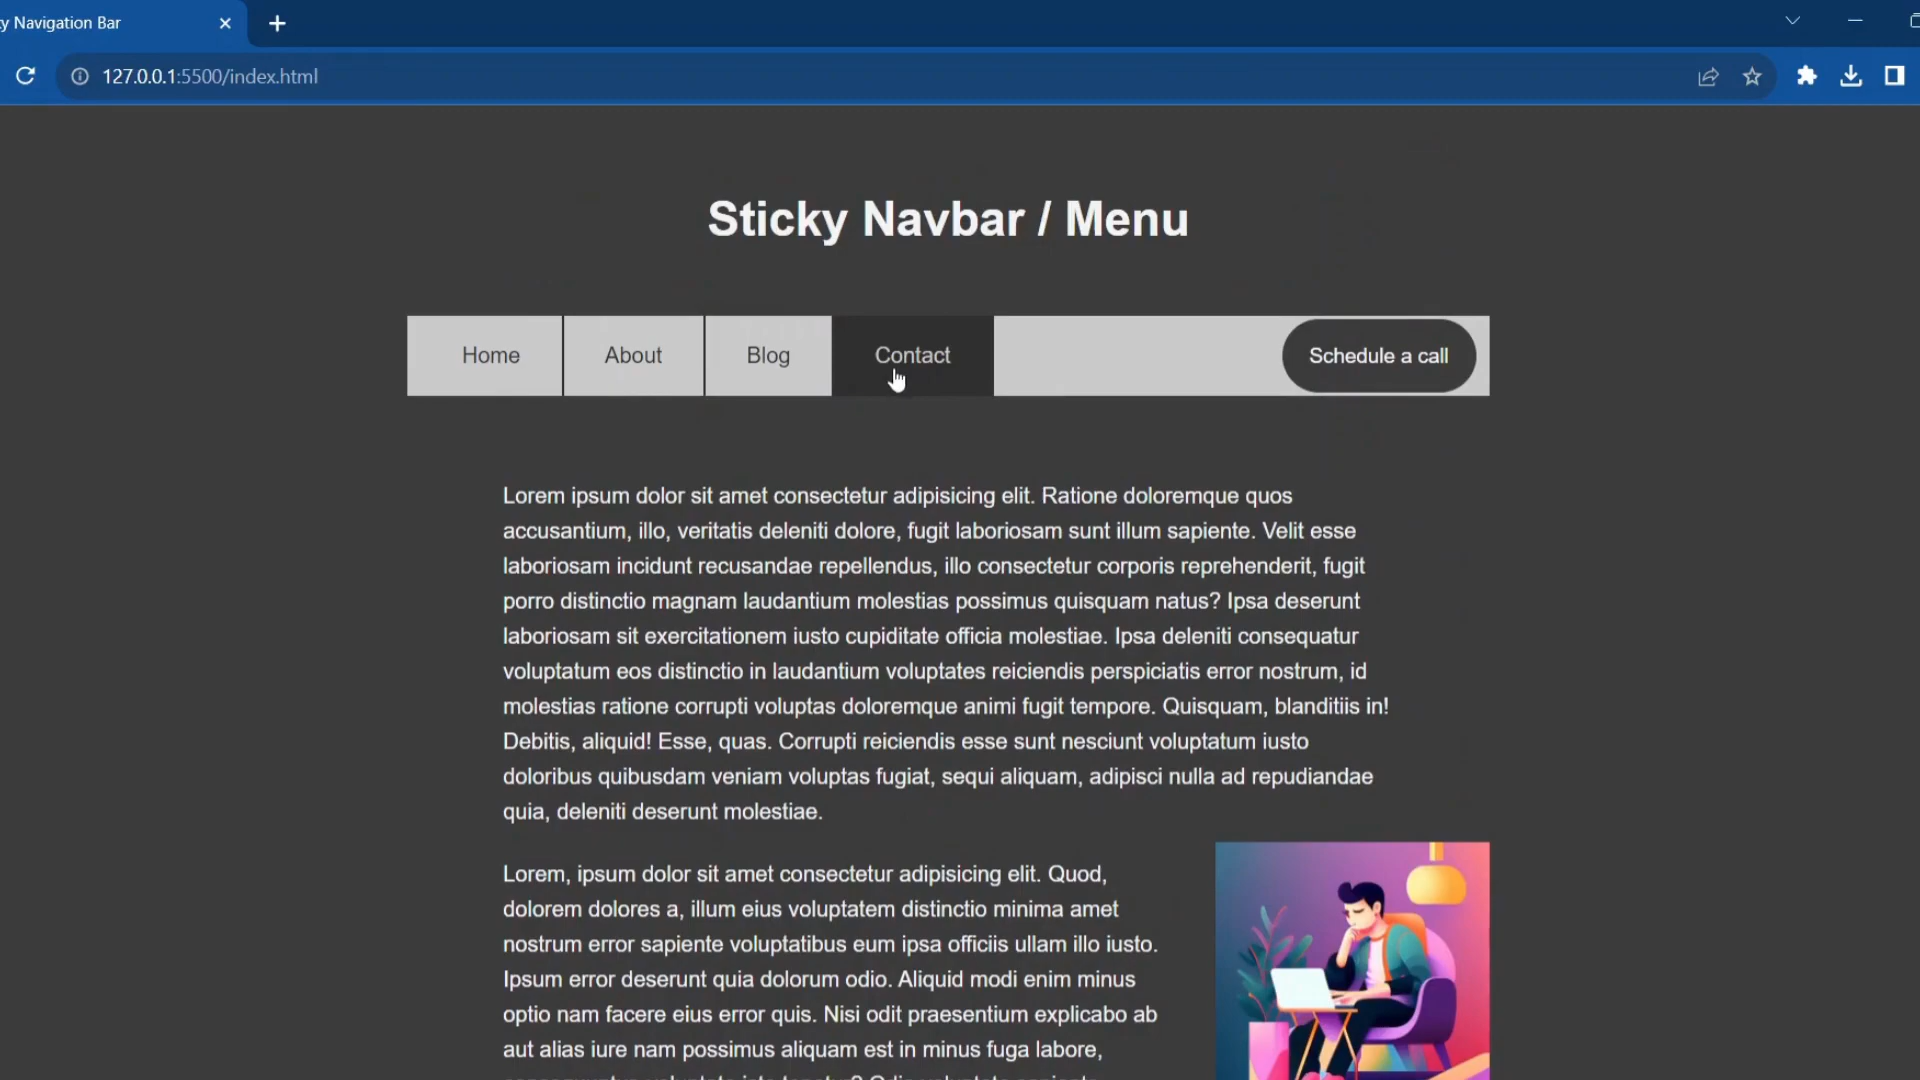 y Navigation Bar
127.0.0.1:5500/index.html
Sticky Navbar / Menu
Home About Blog Contact Schedule a call
Lorem ipsum dolor sit amet consectetur adipisicing elit. Ratione doloremque quos
accusantium, illo, veritatis deleniti dolore, fugit laboriosam sunt illum sapiente. Velit esse
laboriosam incidunt recusandae repellendus, illo consectetur corporis reprehenderit, fugit
porro distinctio magnam laudantium molestias possimus quisquam natus? Ipsa deserunt
laboriosam sit exercitationem iusto cupiditate officia molestiae. Ipsa deleniti consequatur
voluptatum eos distinctio in laudantium voluptates reiciendis perspiciatis error nostrum, id
molestias ratione corrupti voluptas doloremque animi fugit tempore. Quisquam, blanditiis in!
Debitis, aliquid! Esse, quas. Corrupti reiciendis esse sunt nesciunt voluptatum iusto
doloribus quibusdam veniam voluptas fugiat, sequi aliquam, adipisci nulla ad repudiandae
quia, deleniti deserunt molestiae.
Lorem, ipsum dolor sit amet consectetur adipisicing elit. Quod,
dolorem dolores a, illum eius voluptatem distinctio minima amet
nostrum error sapiente voluptatibus eum ipsa officiis ullam illo iusto.
Ipsum error deserunt quia dolorum odio. Aliquid modi enim minus
optio nam facere eius error quis. Nisi odit praesentium explicabo ab
aut alias iure nam possimus aliquam est in minus fuga labore,